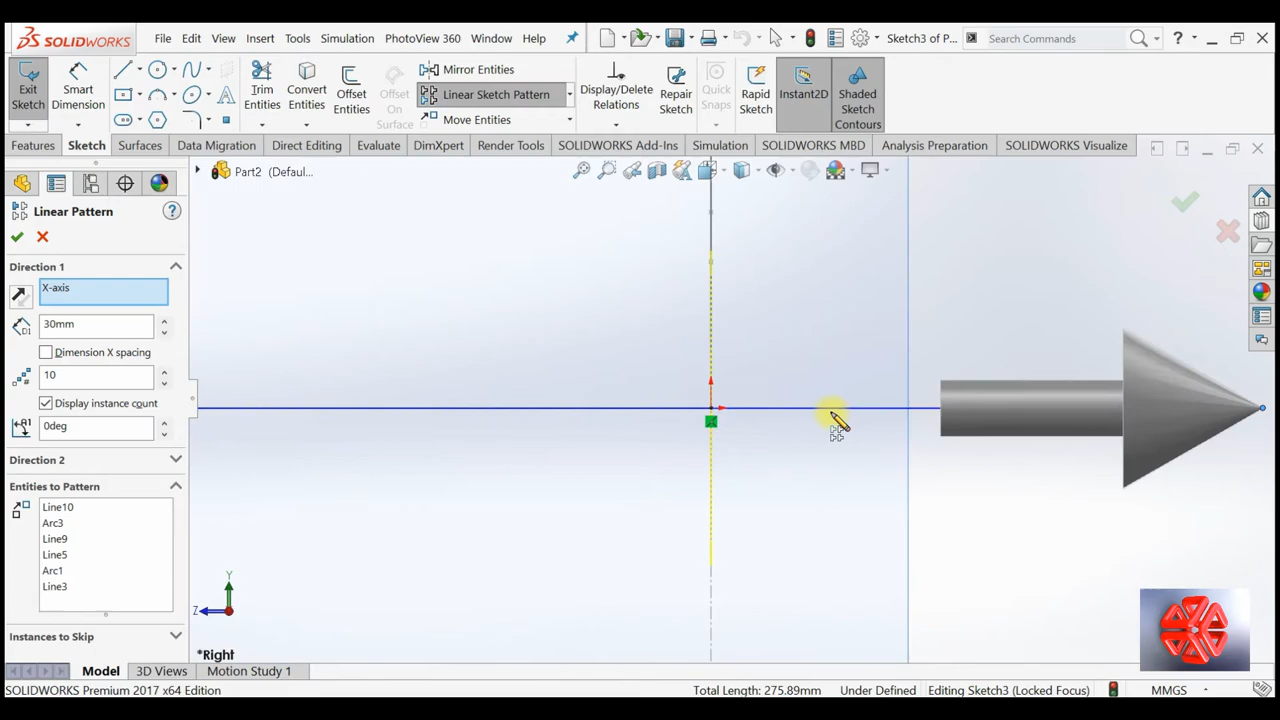 SOLIDWORKS File Edit View Insert Tools Simulation PhotoView 360 Window Help Sketch3 of P... Search Commands ?
Exit Sketch
Smart Dimension
Trim Entities
Convert Entities
Offset Entities
Offset On Surface
Mirror Entities
Linear Sketch Pattern
Move Entities
Display/Delete Relations
Repair Sketch
Quick Snaps
Rapid Sketch
Instant2D
Shaded Sketch Contours
Features Sketch Surfaces Data Migration Direct Editing Evaluate DimXpert Render Tools SOLIDWORKS Add-Ins Simulation SOLIDWORKS MBD Analysis Preparation SOLIDWORKS Visualize
Part2 (Defaul...
Linear Pattern ?
Direction 1
X-axis
D1 30mm
Dimension X spacing
10
Display instance count
0deg
Direction 2
Entities to Pattern
Line10
Arc3
Line9
Line5
Arc1
Line3
Instances to Skip
Y
Z
*Right
Model 3D Views Motion Study 1
SOLIDWORKS Premium 2017 x64 Edition Total Length: 275.89mm Under Defined Editing Sketch3 (Locked Focus) MMGS